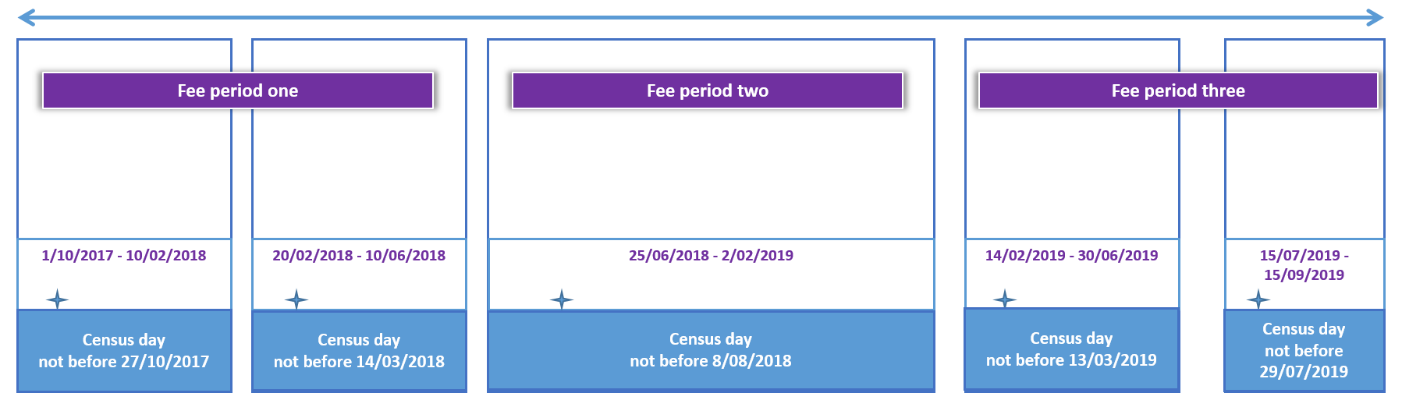 Fee period one
Fee period two
Fee period three
1/10/2017 - 10/02/2018
20/02/2018 - 10/06/2018
25/06/2018 - 2/02/2019
14/02/2019 - 30/06/2019
15/07/2019 -
15/09/2019
Census day
not before 27/10/2017
Census day
not before 14/03/2018
Census day
not before 8/08/2018
Census day
not before 13/03/2019
Census day
not before
29/07/2019